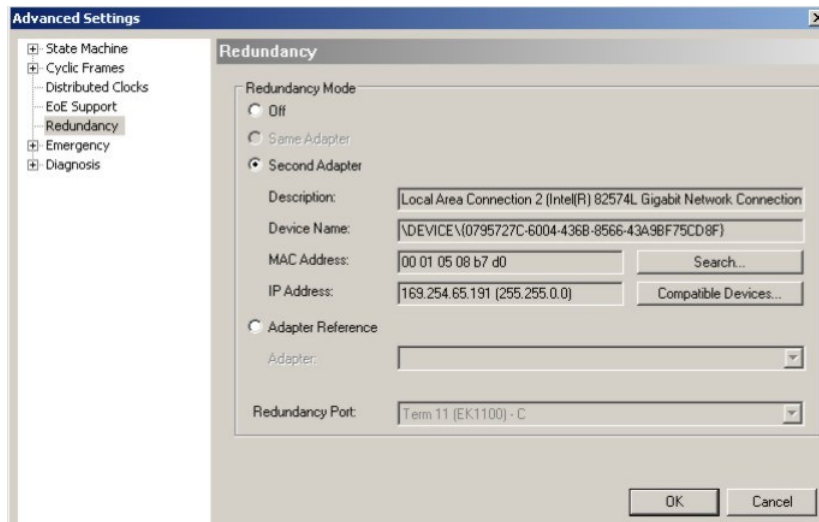 Advanced Settings
State Machine
Cyclic Frames
Distributed Clocks
EoE Support
Redundancy
Emergency
Diagnosis
Redundancy
Redundancy Mode
Off
Same Adapter
Second Adapter
Description: Local Area Connection 2 (Intel(R) 82574L Gigabit Network Connection
Device Name: \DEVICE\{0795727C-6004-436B-8566-43A9BF75CD8F}
MAC Address: 00 01 05 08 b7 d0 Search...
IP Address: 169.254.65.191 (255.255.0.0) Compatible Devices...
Adapter Reference
Adapter:
Redundancy Port: Term 11 (EK1100) - C
OK Cancel